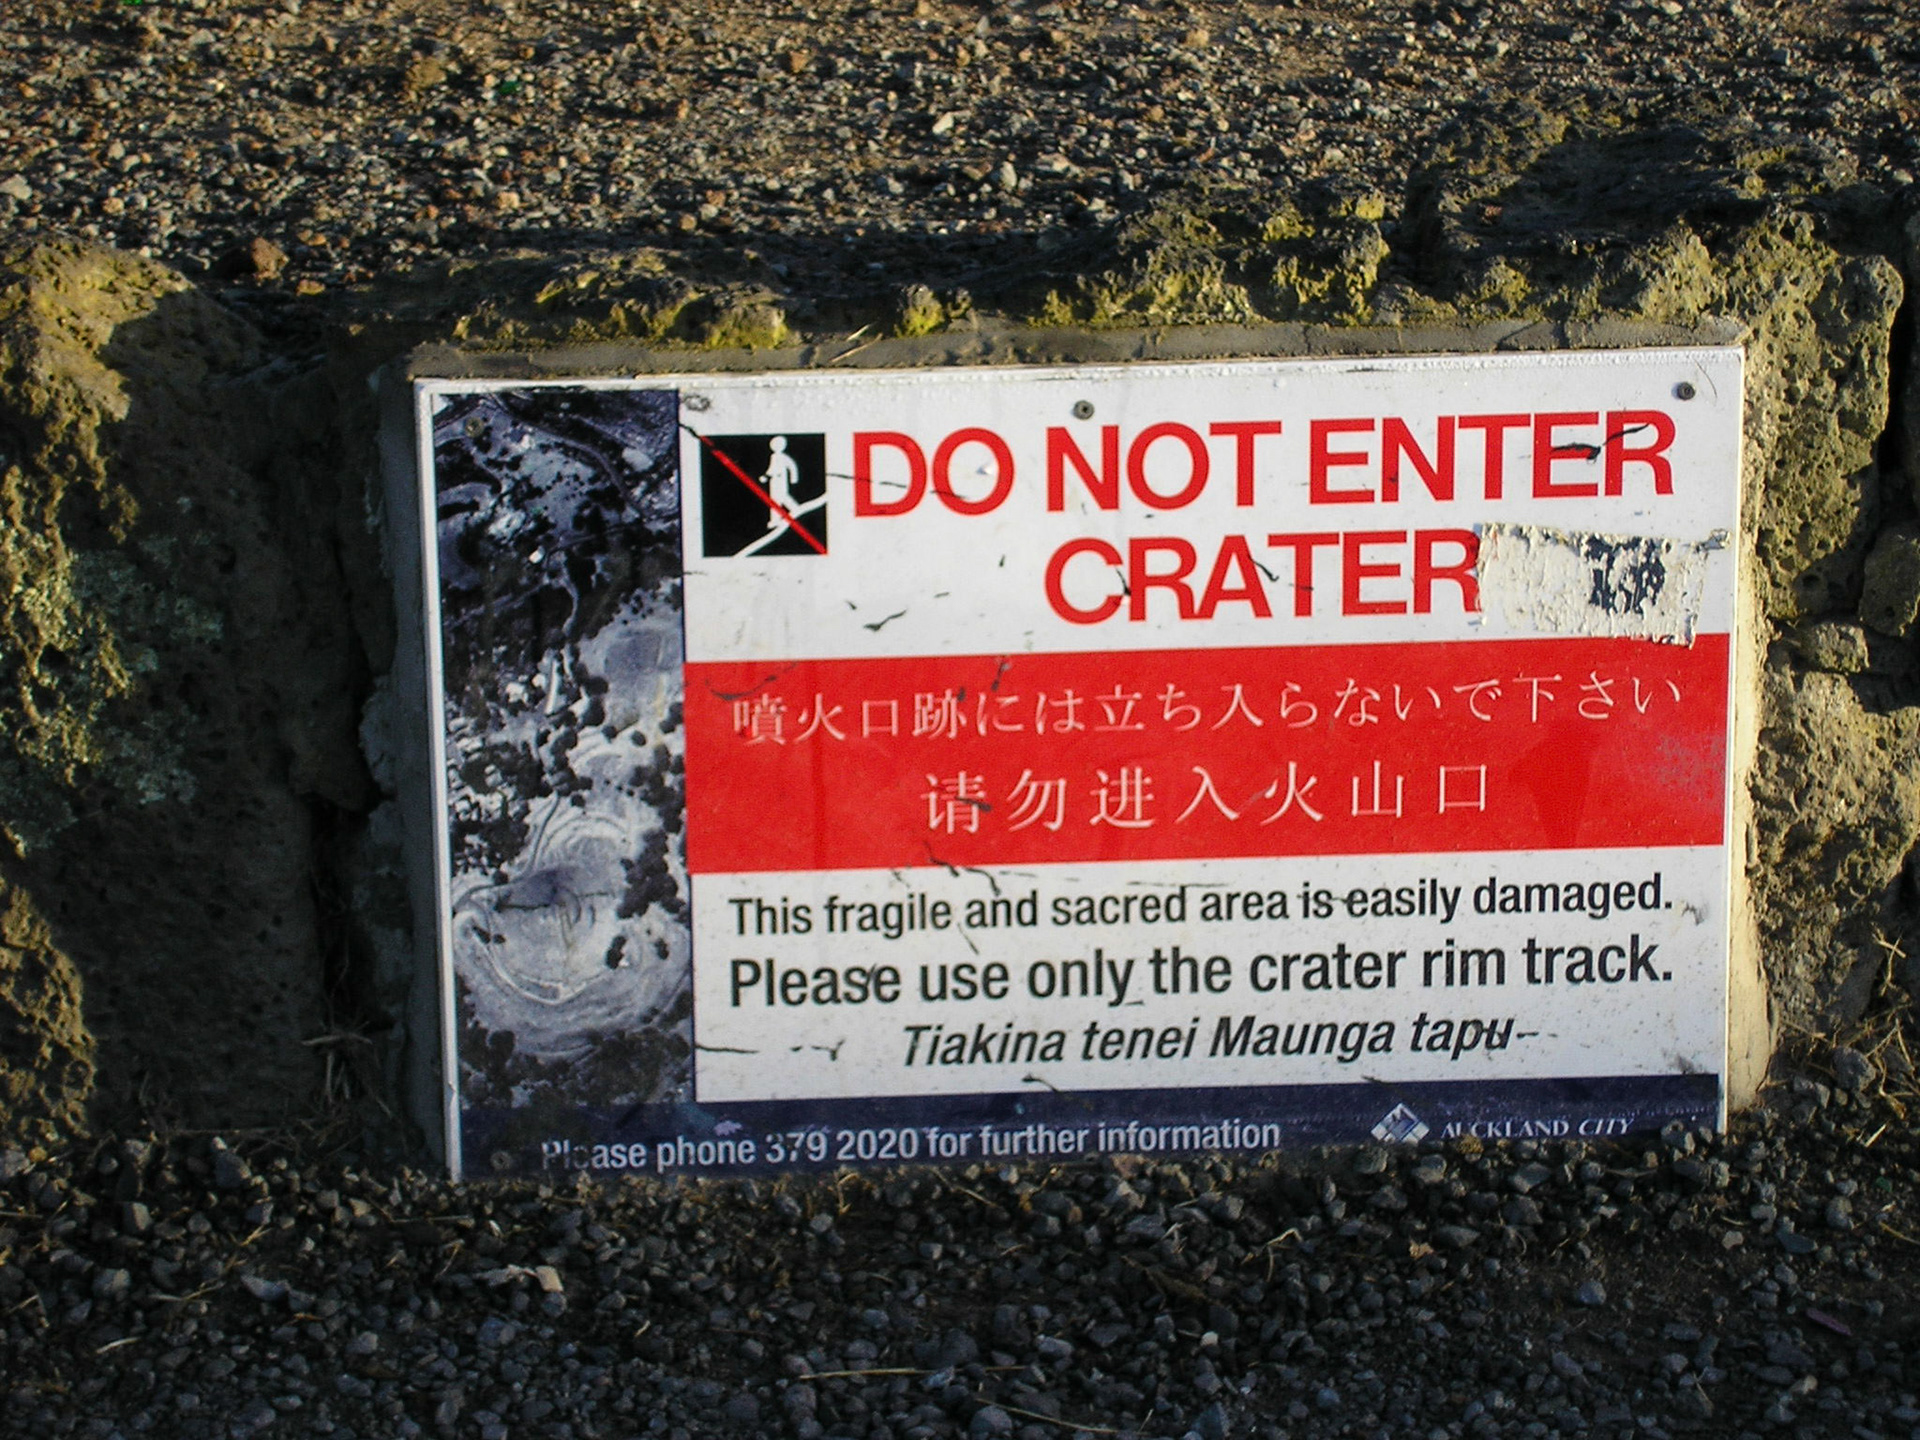 DO NOT ENTER
CRATER
噴火口跡には立ち入らないで下さい
请勿进入火山口
This fragile and sacred area is easily damaged.
Please use only the crater rim track.
Tiakina tenei Maunga tapu
Please phone 379 2020 for further information
AUCKLAND CITY